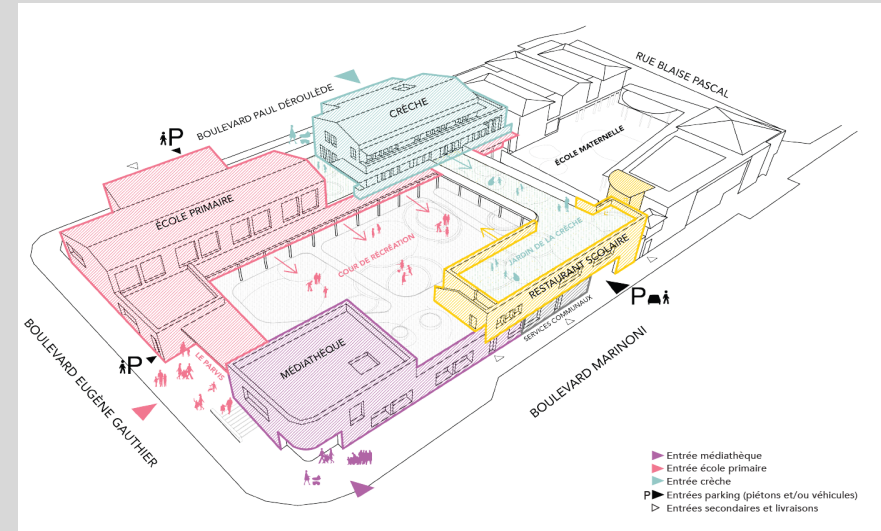 RUE BLAISE PASCAL
BOULEVARD PAUL DÉROULÈDE
CRÈCHE
P
ÉCOLE MATERNELLE
ÉCOLE PRIMAIRE
COUR DE RÉCRÉATION
JARDIN DE LA CRÈCHE
RESTAURANT SCOLAIRE
P
SERVICES COMMUNAUX
MÉDIATHÈQUE
LE PARVIS
P
BOULEVARD EUGÈNE GAUTHIER
BOULEVARD MARINONI
Entrée médiathèque
Entrée école primaire
Entrée crèche
P Entrées parking (piétons et/ou véhicules)
Entrées secondaires et livraisons